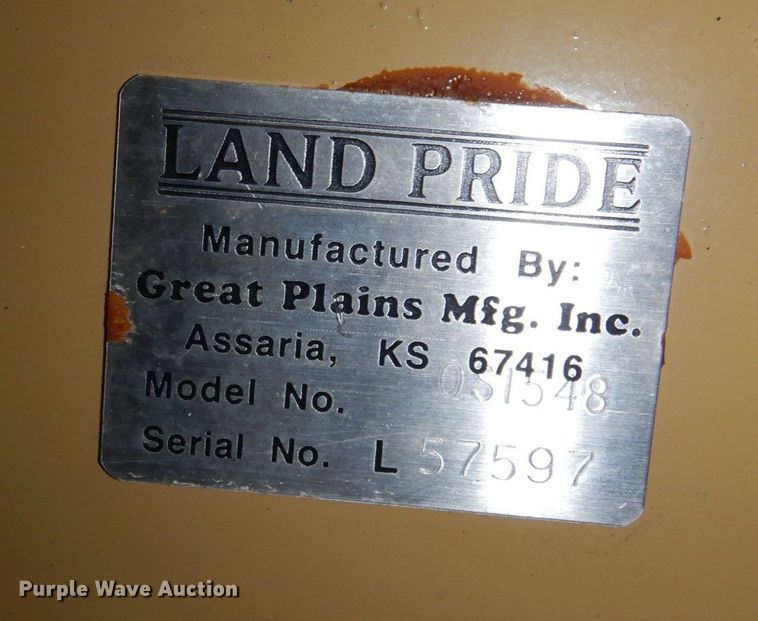 LAND PRIDE
Manufactured By:
Great Plains Mfg. Inc.
Assaria, KS 67416
Model No. OS1548
Serial No. L 57597
Purple Wave Auction